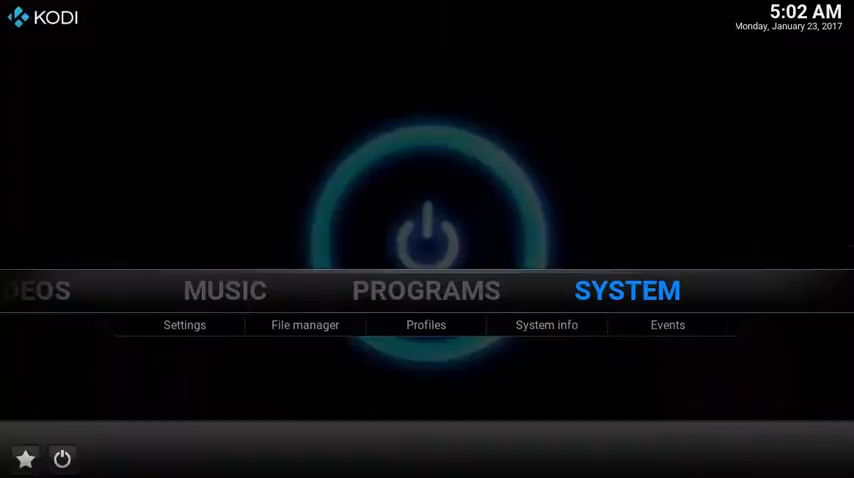 KODI
5:02 AM
Monday, January 23, 2017
DEOS MUSIC PROGRAMS SYSTEM
Settings File manager Profiles System info Events